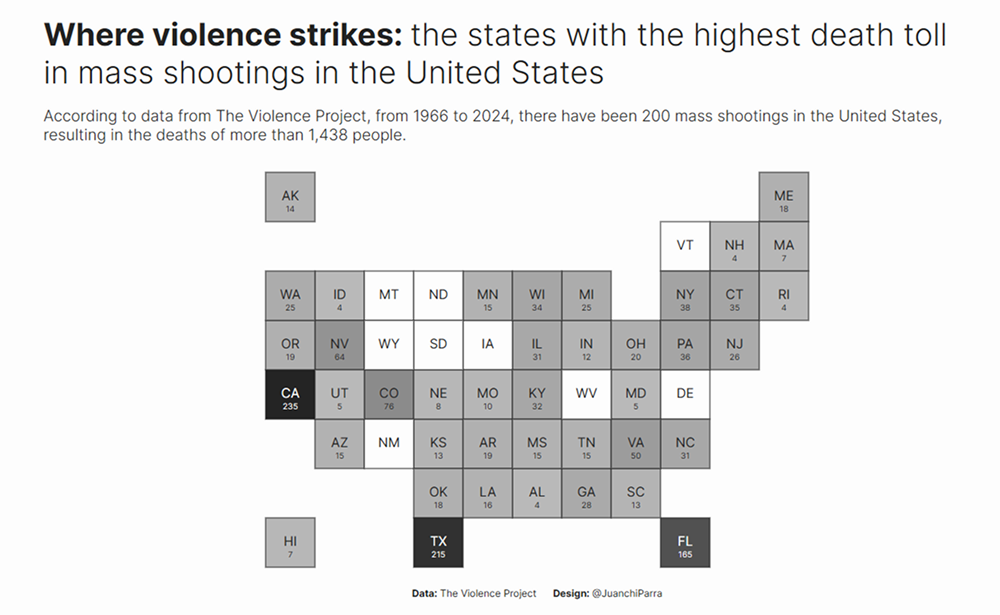 Where violence strikes: the states with the highest death toll
in mass shootings in the United States
According to data from The Violence Project, from 1966 to 2024, there have been 200 mass shootings in the United States,
resulting in the deaths of more than 1,438 people.
AK ME
14 18
VT NH MA
4 7
WA ID MT ND MN WI MI NY CT RI
25 4 15 34 25 38 35 4
OR NV WY SD IA IL IN OH PA NJ
19 64 31 12 20 36 26
CA UT CO NE MO KY WV MD DE
235 5 76 8 10 32 5
AZ NM KS AR MS TN VA NC
15 13 19 15 15 50 31
OK LA AL GA SC
18 16 4 28 13
HI TX FL
7 215 165
Data: The Violence Project Design: @JuanchiParra